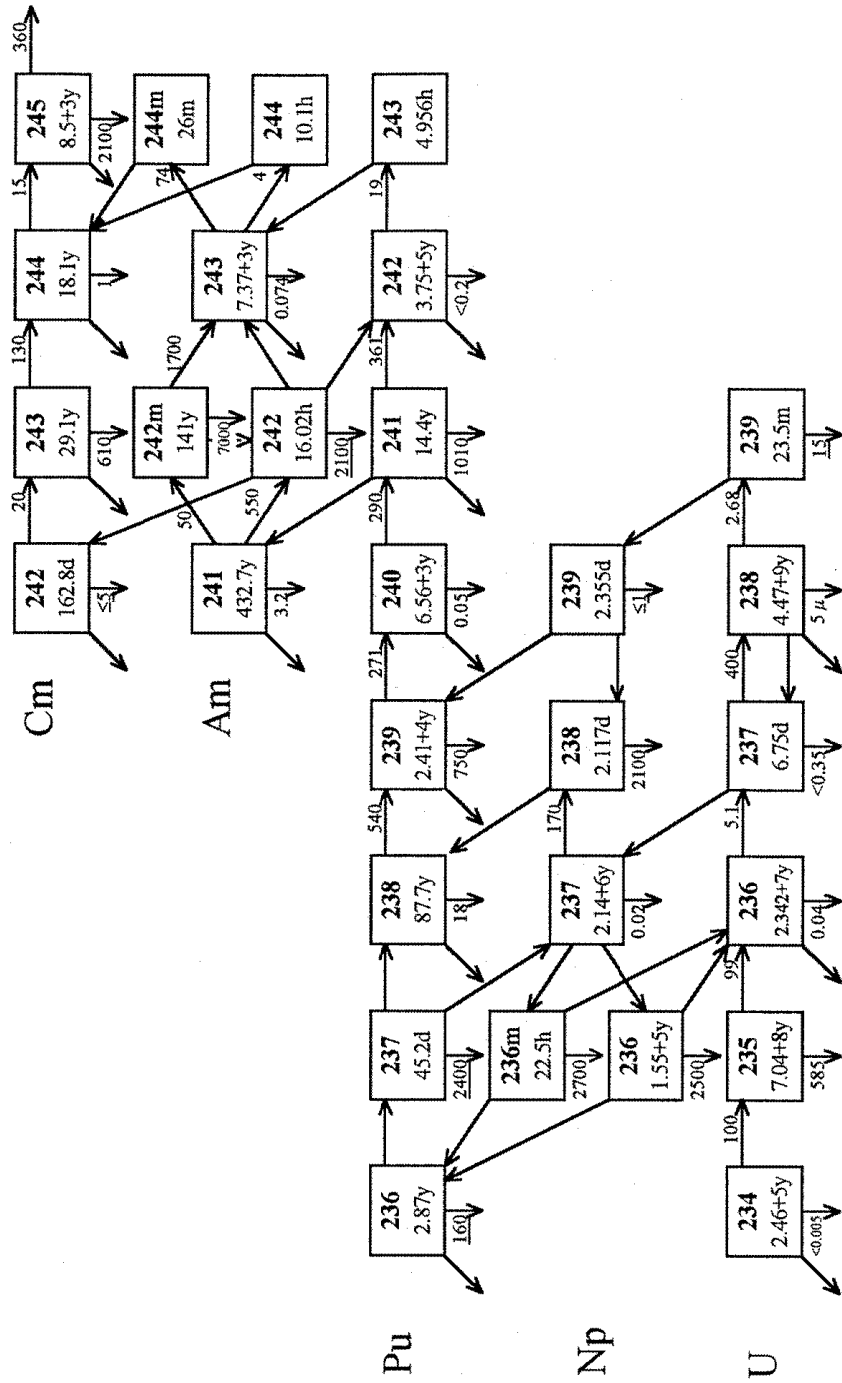 Cm
242
162.8d
≤5
20
243
29.1y
610
130
244
18.1y
1
15
245
8.5+3y
2100
360
Am
241
432.7y
3.2
50
550
242m
141y
7000
1700
242
16.02h
2100
243
7.37+3y
0.074
74
4
244m
26m
244
10.1h
Pu
236
2.87y
160
237
45.2d
2400
238
87.7y
18
540
239
2.41+4y
750
271
240
6.56+3y
0.05
290
241
14.4y
1010
361
242
3.75+5y
<0.2
19
243
4.956h
Np
236m
22.5h
2700
236
1.55+5y
2500
237
2.14+6y
0.02
170
238
2.117d
2100
239
2.355d
≤1
U
234
2.46+5y
<0.005
100
235
7.04+8y
585
99
236
2.342+7y
0.04
5.1
237
6.75d
<0.35
400
238
4.47+9y
5 μ
2.68
239
23.5m
15